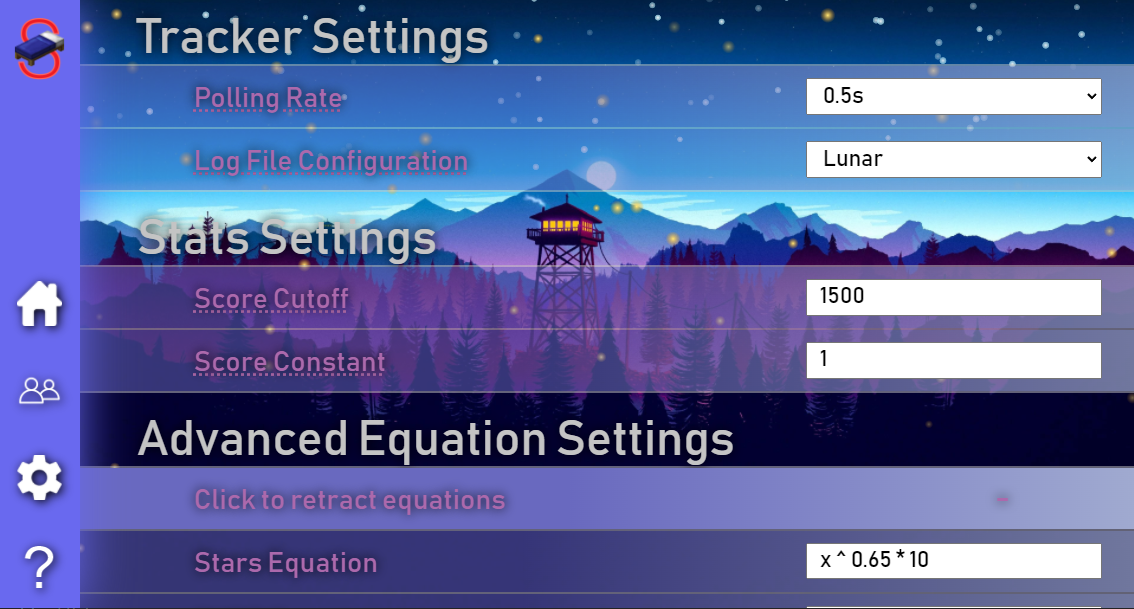 Tracker Settings
Polling Rate
0.5s
Log File Configuration
Lunar
Stats Settings
Score Cutoff
1500
Score Constant
1
Advanced Equation Settings
Click to retract equations
-
Stars Equation
x ^ 0.65 * 10